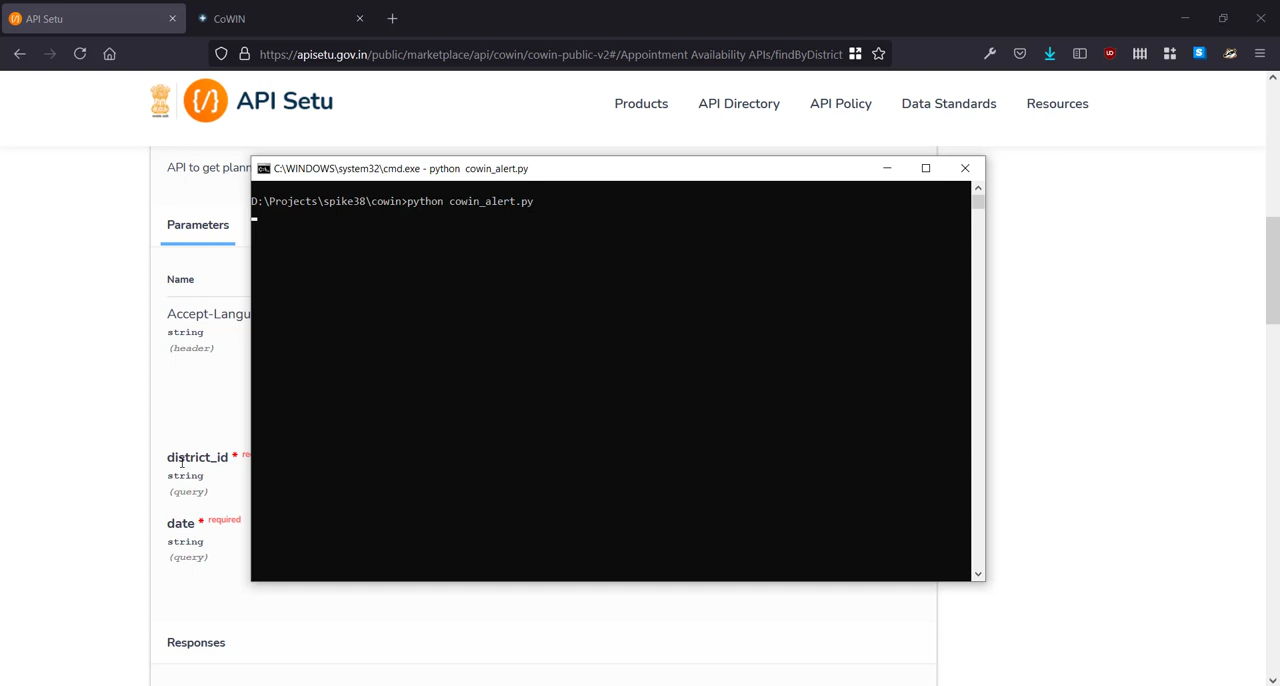 API Setu
CoWIN
https://apisetu.gov.in/public/marketplace/api/cowin/cowin-public-v2#/Appointment Availability APIs/findByDistrict
{/} API Setu
Products API Directory API Policy Data Standards Resources
API to get plann
C:\WINDOWS\system32\cmd.exe - python cowin_alert.py
D:\Projects\spike38\cowin>python cowin_alert.py
Parameters
Name
Accept-Langu
string
(header)
district_id * re
string
(query)
date * required
string
(query)
Responses